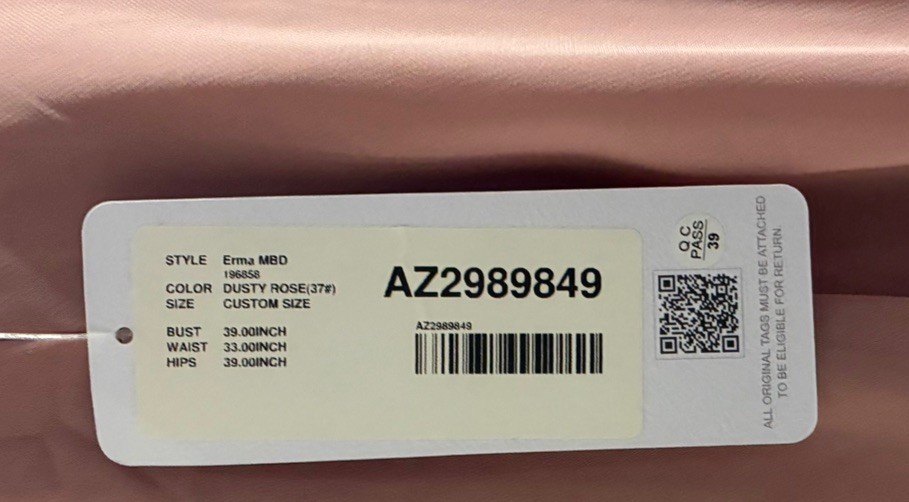 STYLE Erma MBD
196858
COLOR DUSTY ROSE(37#)
SIZE CUSTOM SIZE
BUST 39.00INCH
WAIST 33.00INCH
HIPS 39.00INCH
AZ2989849
AZ2989849
QC
PASS
39
ALL ORIGINAL TAGS MUST BE ATTACHED
TO BE ELIGIBLE FOR RETURN.